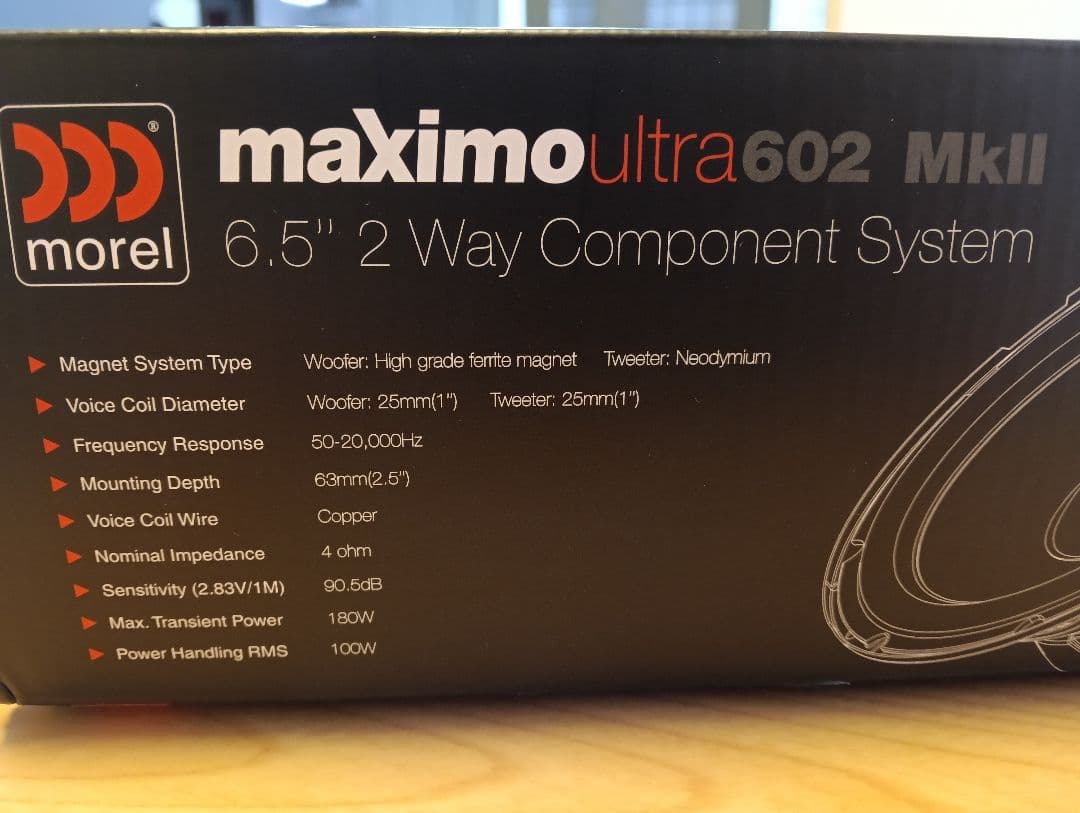 morel®
maximoultra602 MkII
6.5" 2 Way Component System
Magnet System Type Woofer: High grade ferrite magnet Tweeter: Neodymium
Voice Coil Diameter Woofer: 25mm(1") Tweeter: 25mm(1")
Frequency Response 50-20,000Hz
Mounting Depth 63mm(2.5")
Voice Coil Wire Copper
Nominal Impedance 4 ohm
Sensitivity (2.83V/1M) 90.5dB
Max. Transient Power 180W
Power Handling RMS 100W